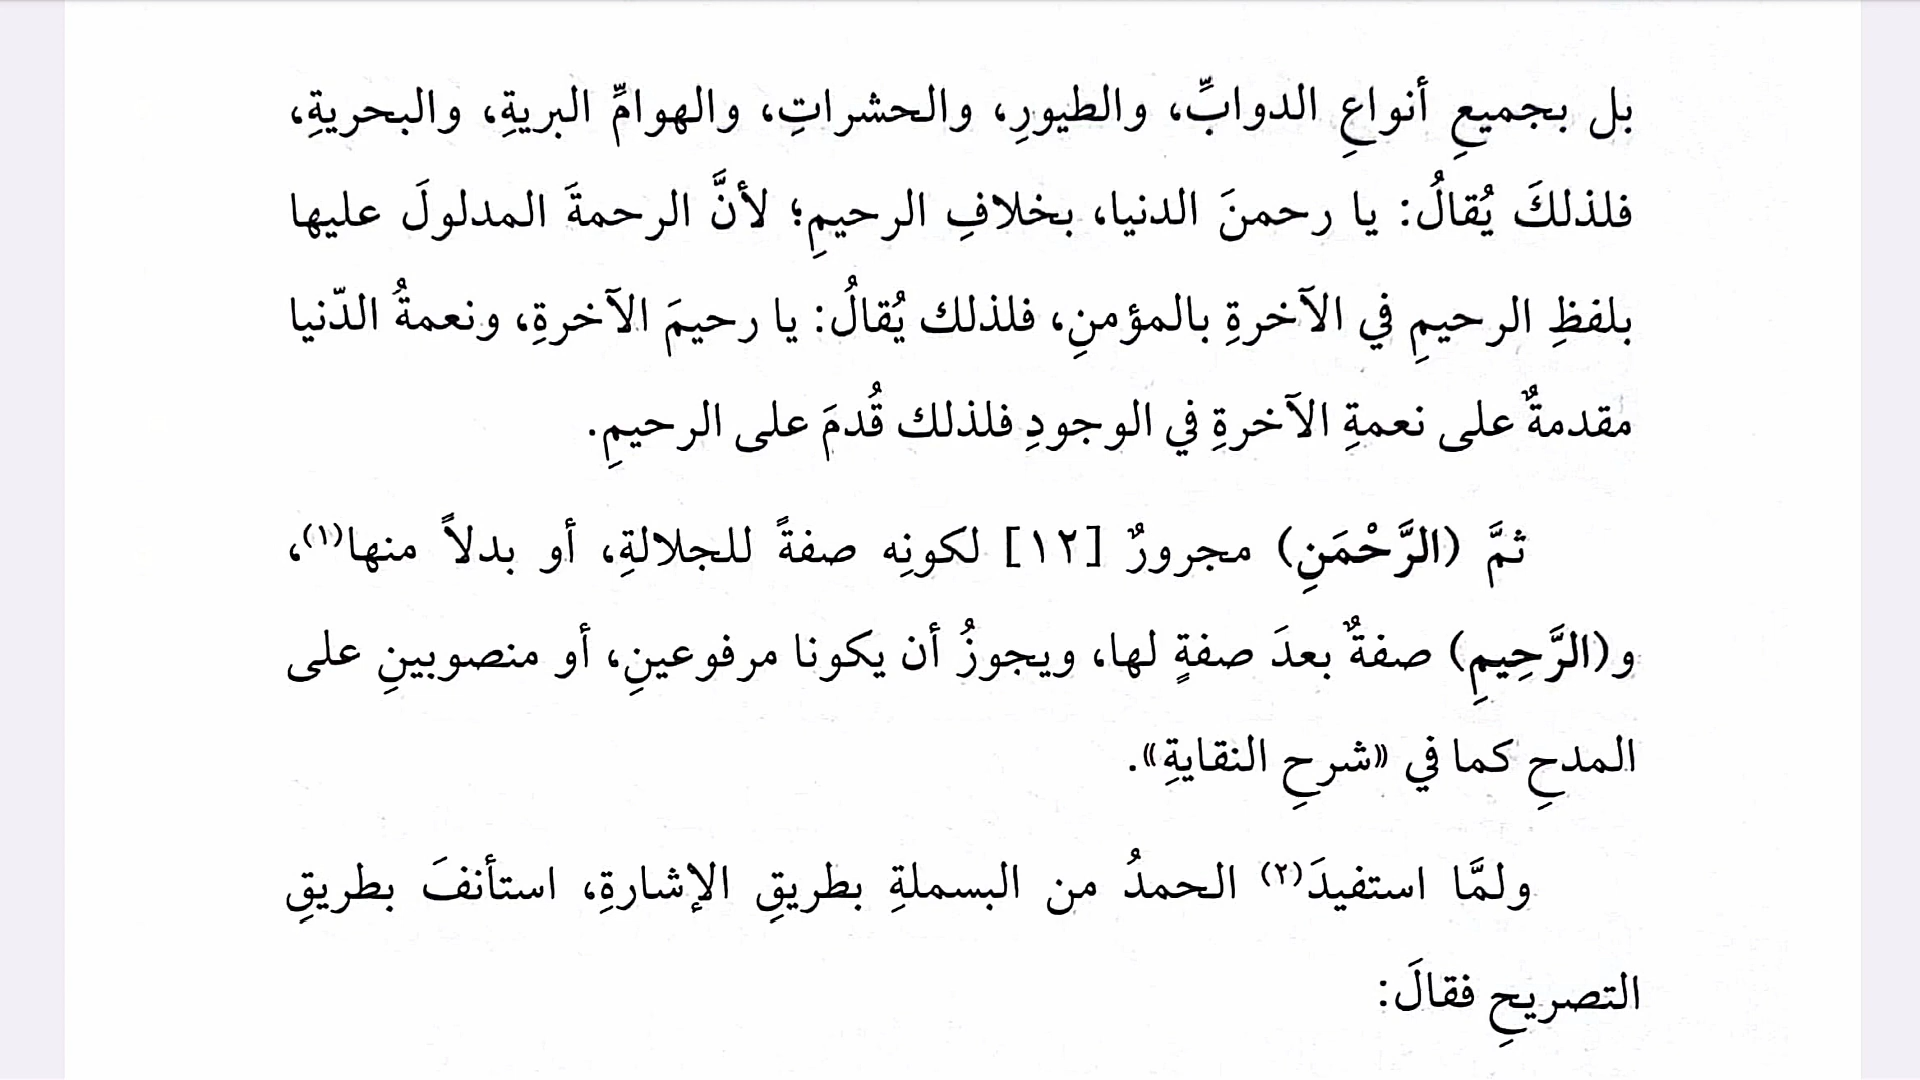 بل بجميعِ أنواعِ الدوابِّ، والطيورِ، والحشراتِ، والهوامِّ البريةِ، والبحريةِ،
فلذلكَ يُقالُ: يا رحمنَ الدنيا، بخلافِ الرحيمِ؛ لأنَّ الرحمةَ المدلولَ عليها
بلفظِ الرحيمِ في الآخرةِ بالمؤمنِ، فلذلك يُقالُ: يا رحيمَ الآخرةِ، ونعمةُ الدّنيا
مقدمةٌ على نعمةِ الآخرةِ في الوجودِ فلذلك قُدمَ على الرحيمِ.
ثمَّ (الرَّحْمَنِ) مجرورٌ [١٢] لكونِه صفةً للجلالةِ، أو بدلاً منها(١)،
و(الرَّحِيمِ) صفةٌ بعدَ صفةٍ لها، ويجوزُ أن يكونا مرفوعينِ، أو منصوبينِ على
المدحِ كما في «شرحِ النقايةِ».
ولمَّا استفيدَ(٢) الحمدُ من البسملةِ بطريقِ الإشارةِ، استأنفَ بطريقِ
التصريحِ فقالَ: